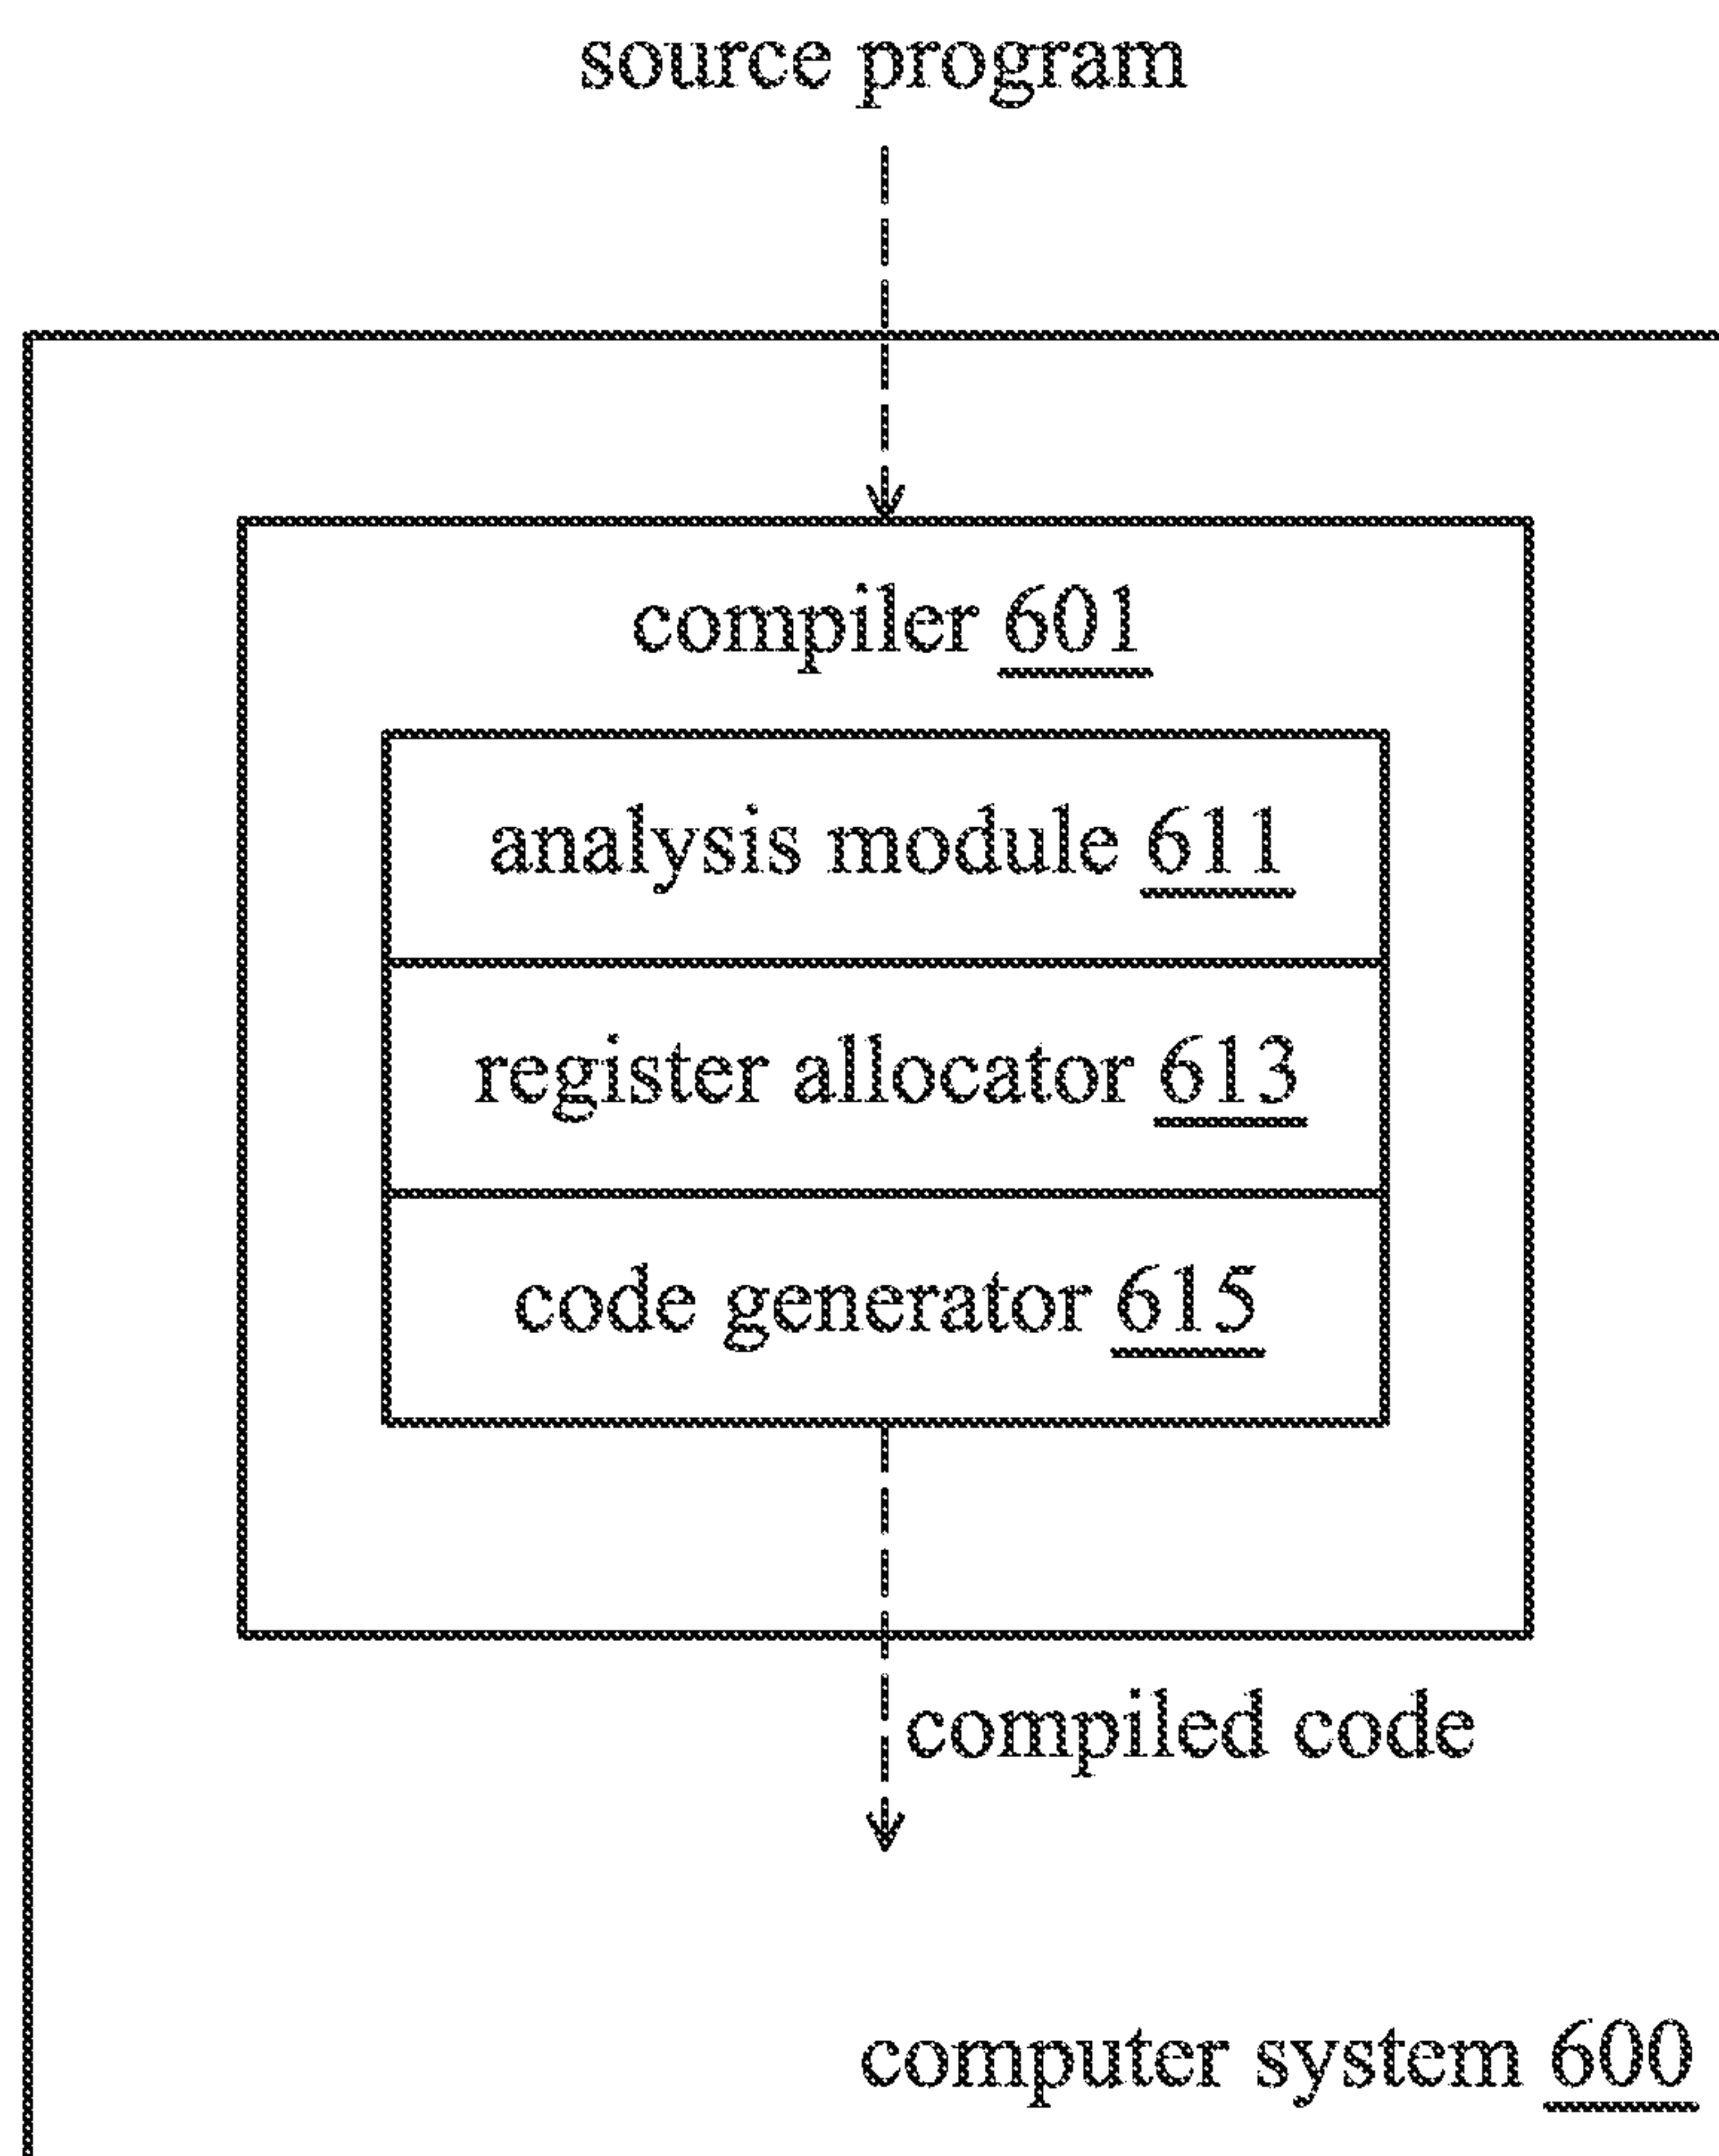 source program
compiler 601
analysis module 611
register allocator 613
code generator 615
compiled code
computer system 600